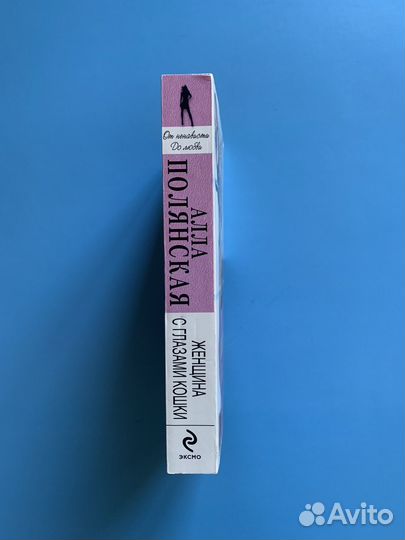 От ненависти
До любви
АЛЛА
ПОЛЯНСКАЯ
ЖЕНЩИНА
С ГЛАЗАМИ КОШКИ
ЭКСМО
Avito